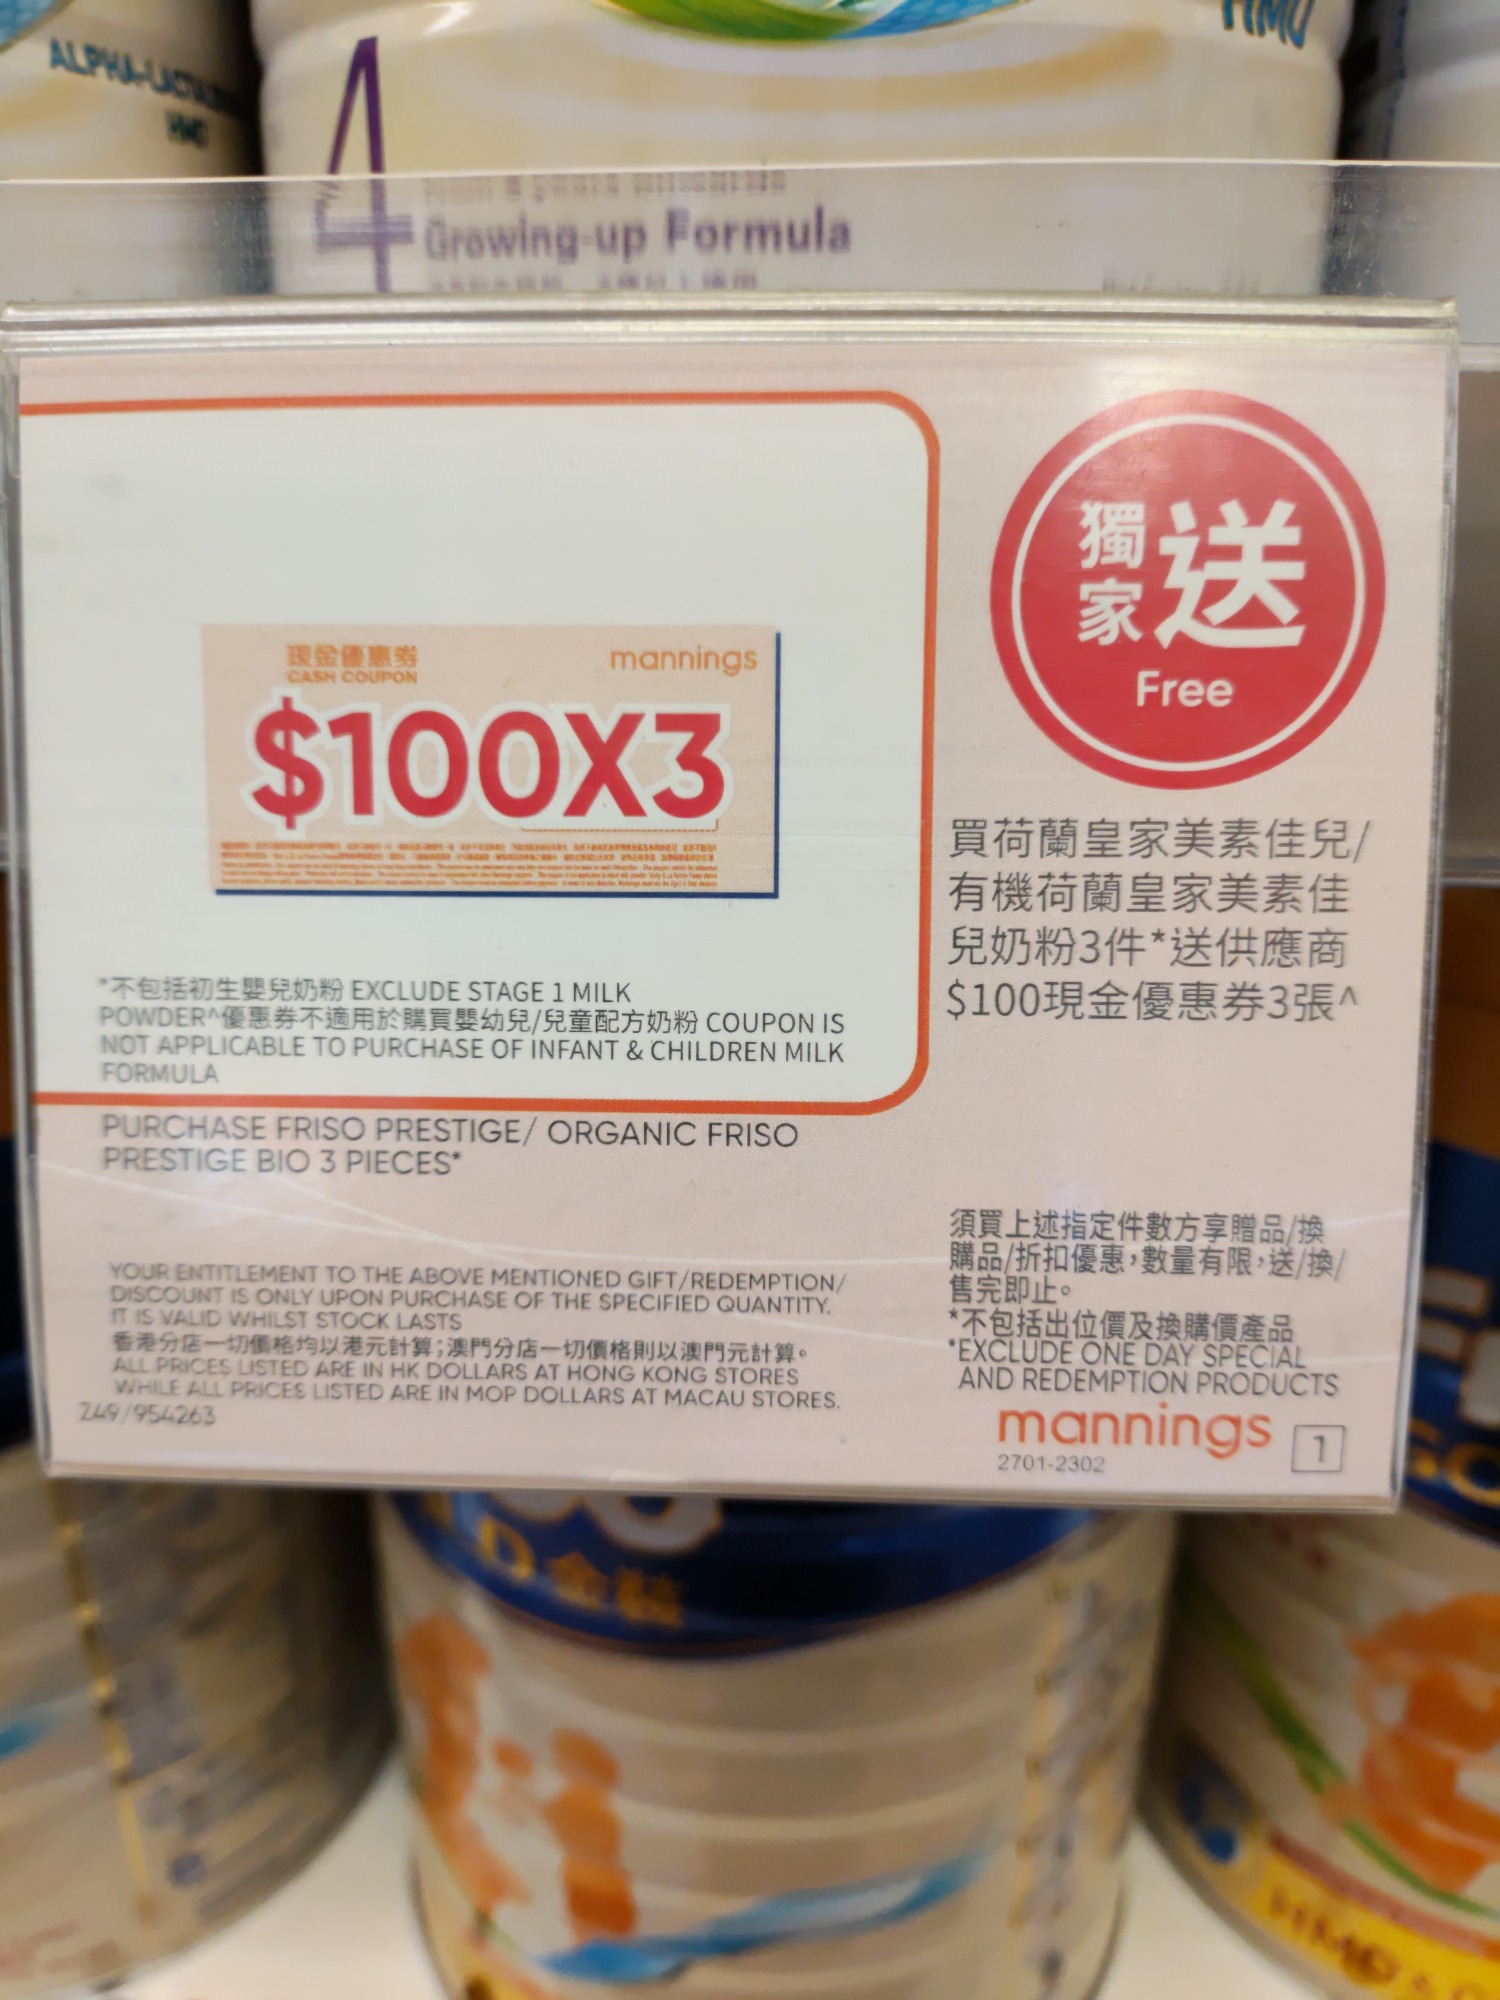 ALPHA-LACTA
HMO
HMO
4
Growing-up Formula
獨家
送
Free
現金優惠券
CASH COUPON
mannings
$100X3
買荷蘭皇家美素佳兒/
有機荷蘭皇家美素佳
兒奶粉3件*送供應商
$100現金優惠券3張^
*不包括初生嬰兒奶粉 EXCLUDE STAGE 1 MILK
POWDER^優惠券不適用於購買嬰幼兒/兒童配方奶粉 COUPON IS
NOT APPLICABLE TO PURCHASE OF INFANT & CHILDREN MILK
FORMULA
PURCHASE FRISO PRESTIGE/ ORGANIC FRISO
PRESTIGE BIO 3 PIECES*
YOUR ENTITLEMENT TO THE ABOVE MENTIONED GIFT/REDEMPTION/
DISCOUNT IS ONLY UPON PURCHASE OF THE SPECIFIED QUANTITY.
IT IS VALID WHILST STOCK LASTS
香港分店一切價格均以港元計算;澳門分店一切價格則以澳門元計算。
ALL PRICES LISTED ARE IN HK DOLLARS AT HONG KONG STORES
WHILE ALL PRICES LISTED ARE IN MOP DOLLARS AT MACAU STORES.
Z49/954263
須買上述指定件數方享贈品/換
購品/折扣優惠,數量有限,送/換/
售完即止。
*不包括出位價及換購價產品
*EXCLUDE ONE DAY SPECIAL
AND REDEMPTION PRODUCTS
mannings
1
2701-2302
金裝